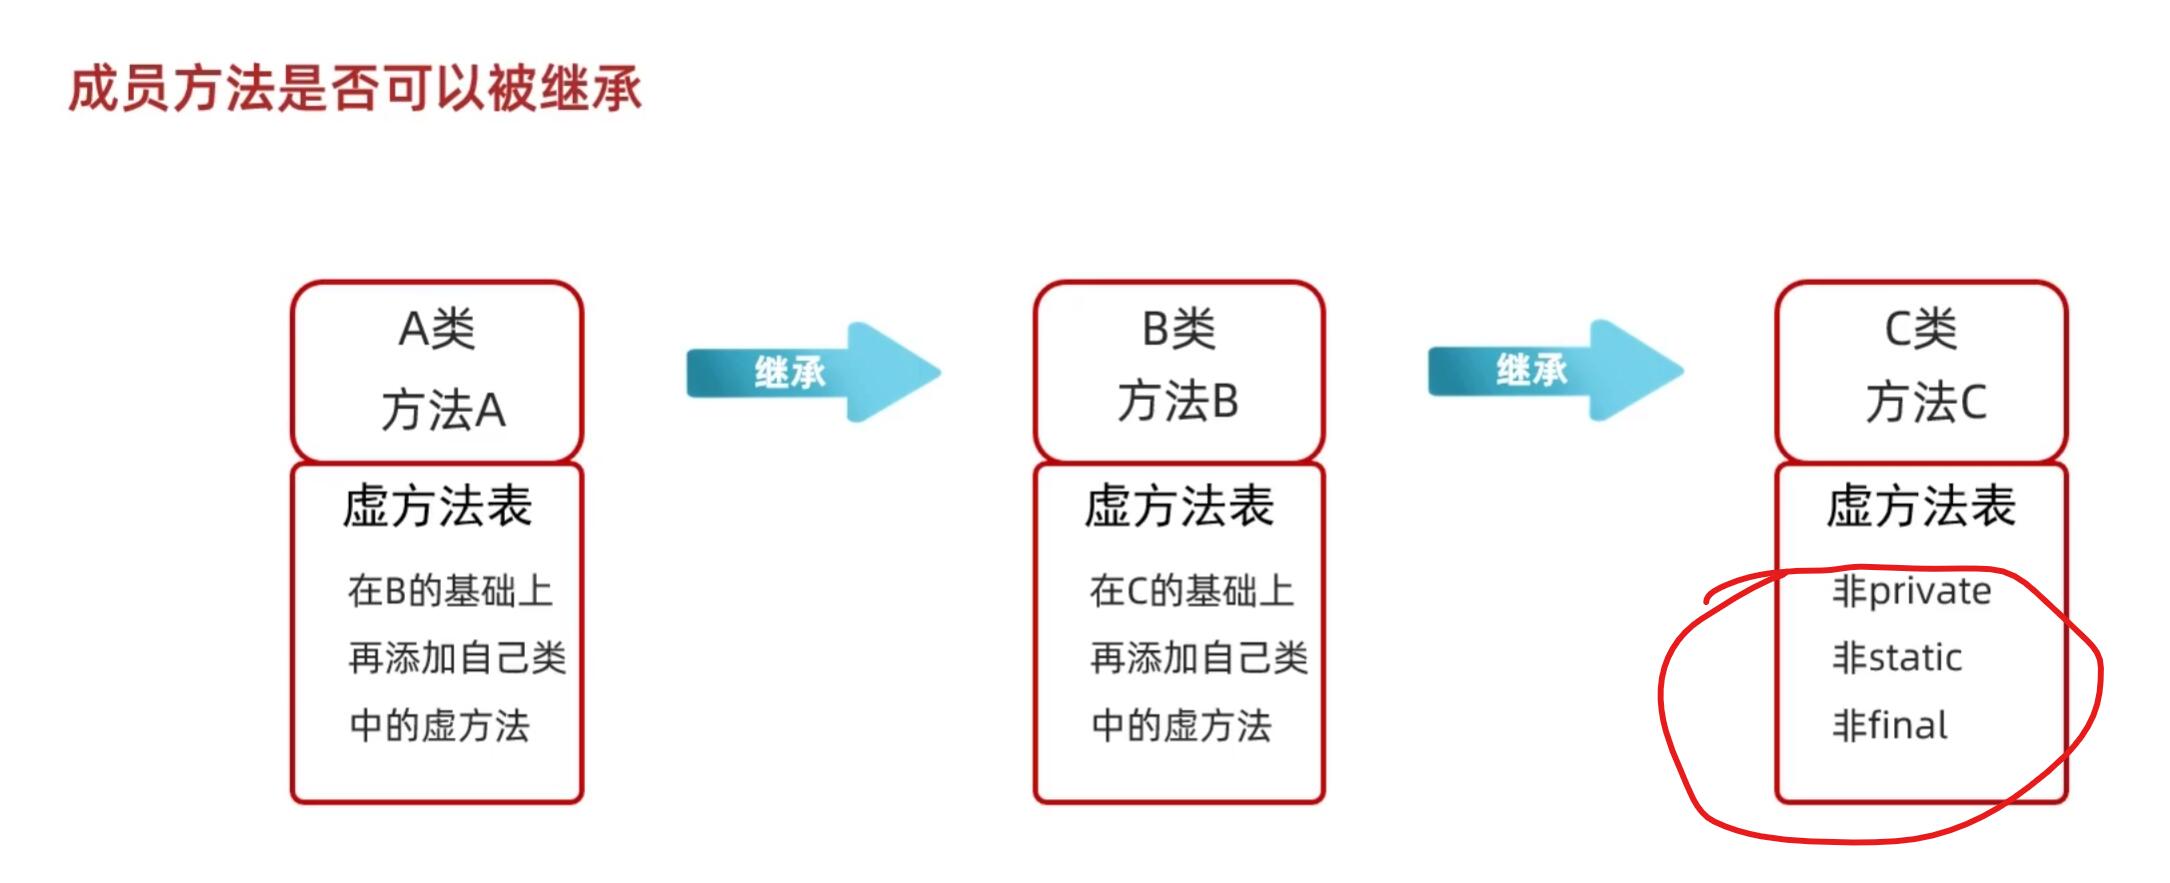 成员方法是否可以被继承
A类
方法A
虚方法表
在B的基础上
再添加自己类
中的虚方法
继承
B类
方法B
虚方法表
在C的基础上
再添加自己类
中的虚方法
继承
C类
方法C
虚方法表
非private
非static
非final